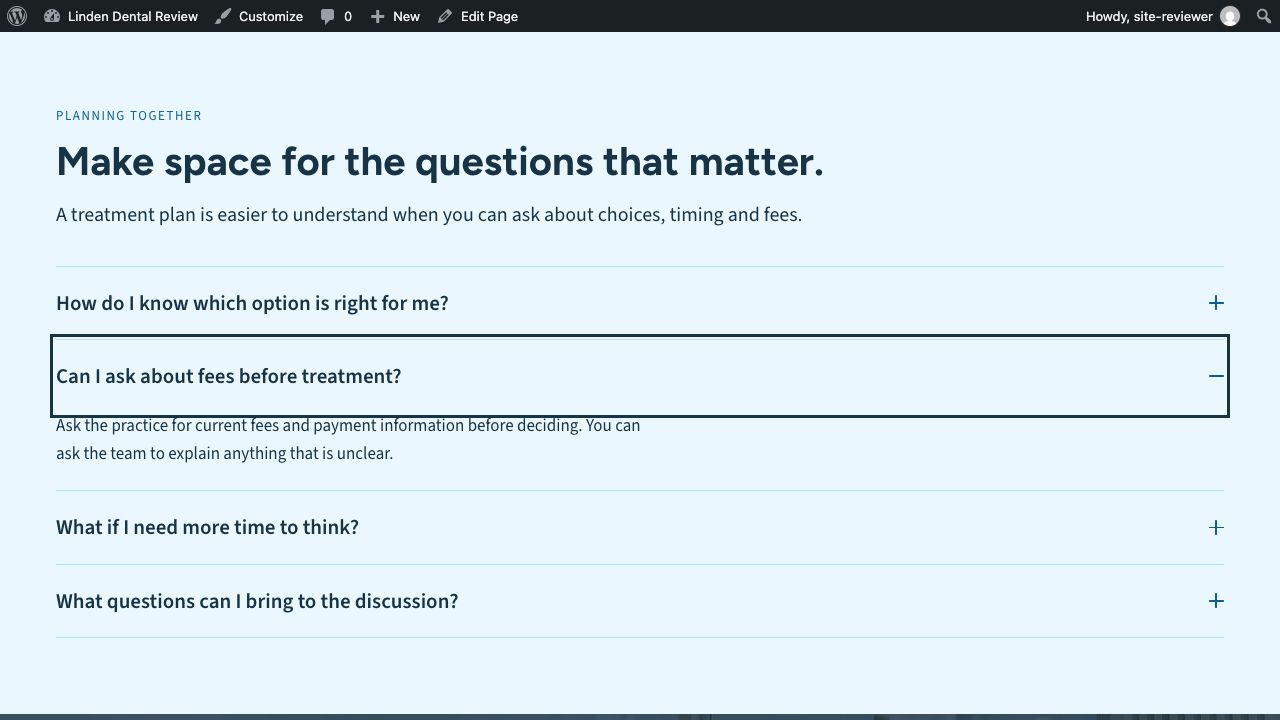 Linden Dental Review Customize 0 New Edit Page Howdy, site-reviewer
PLANNING TOGETHER
Make space for the questions that matter.
A treatment plan is easier to understand when you can ask about choices, timing and fees.
How do I know which option is right for me?
Can I ask about fees before treatment?
Ask the practice for current fees and payment information before deciding. You can
ask the team to explain anything that is unclear.
What if I need more time to think?
What questions can I bring to the discussion?